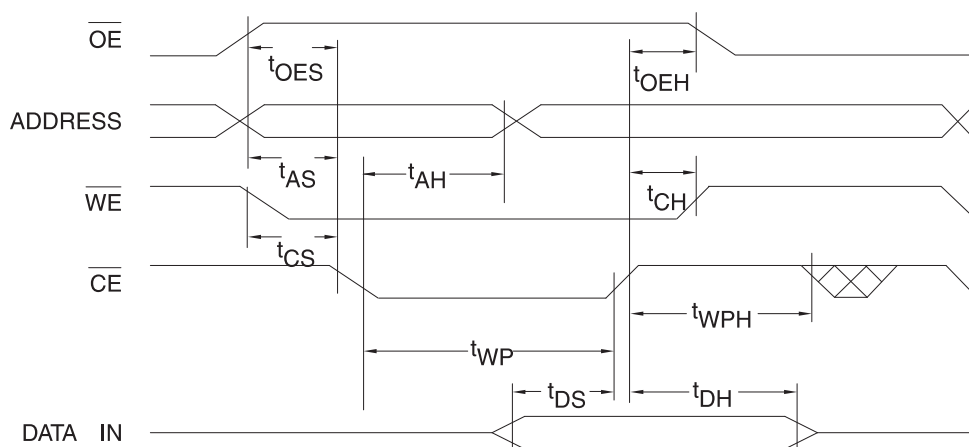 OE
tOES
tOEH
ADDRESS
tAS
tAH
WE
tCH
tCS
CE
tWPH
tWP
tDS
tDH
DATA IN